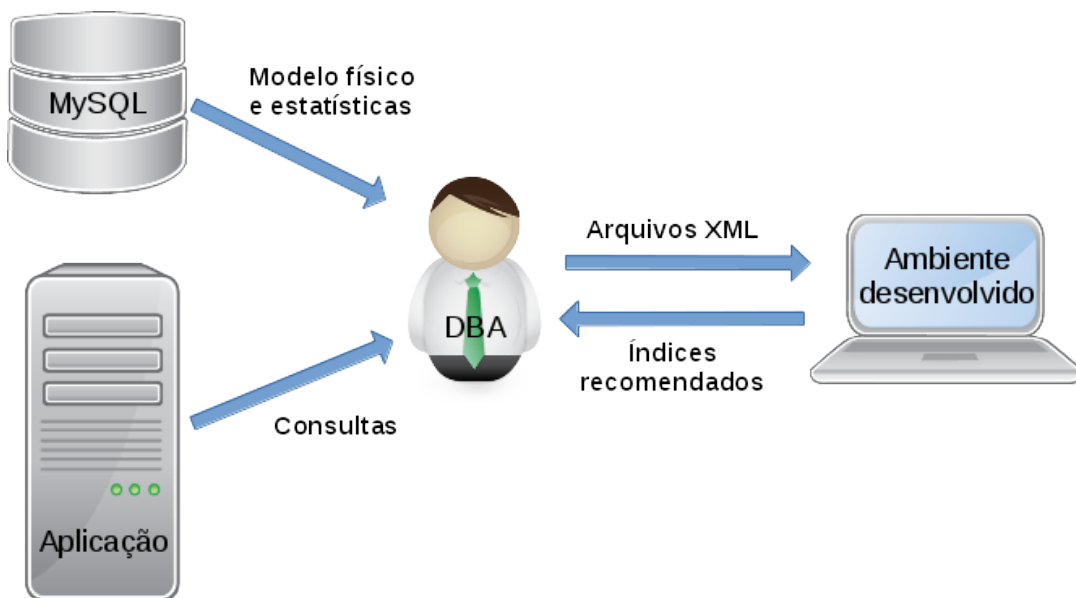 MySQL
Modelo físico
e estatísticas
DBA
Arquivos XML
Ambiente
desenvolvido
Índices
recomendados
Consultas
Aplicação